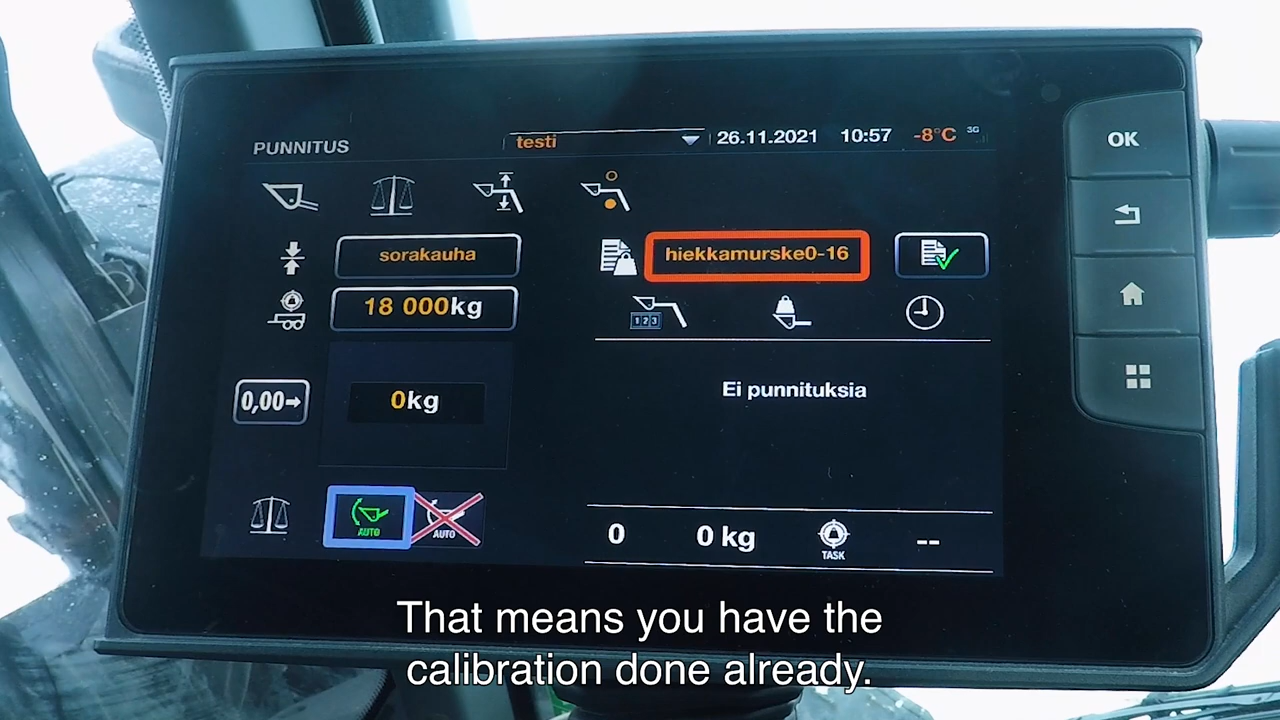 PUNNITUS
testi
26.11.2021 10:57 -8°C 3G
OK
sorakauha
hiekkamurske0-16
18 000kg
123
0,00→
0kg
Ei punnituksia
AUTO
AUTO
0 0 kg TASK --
That means you have the
calibration done already.